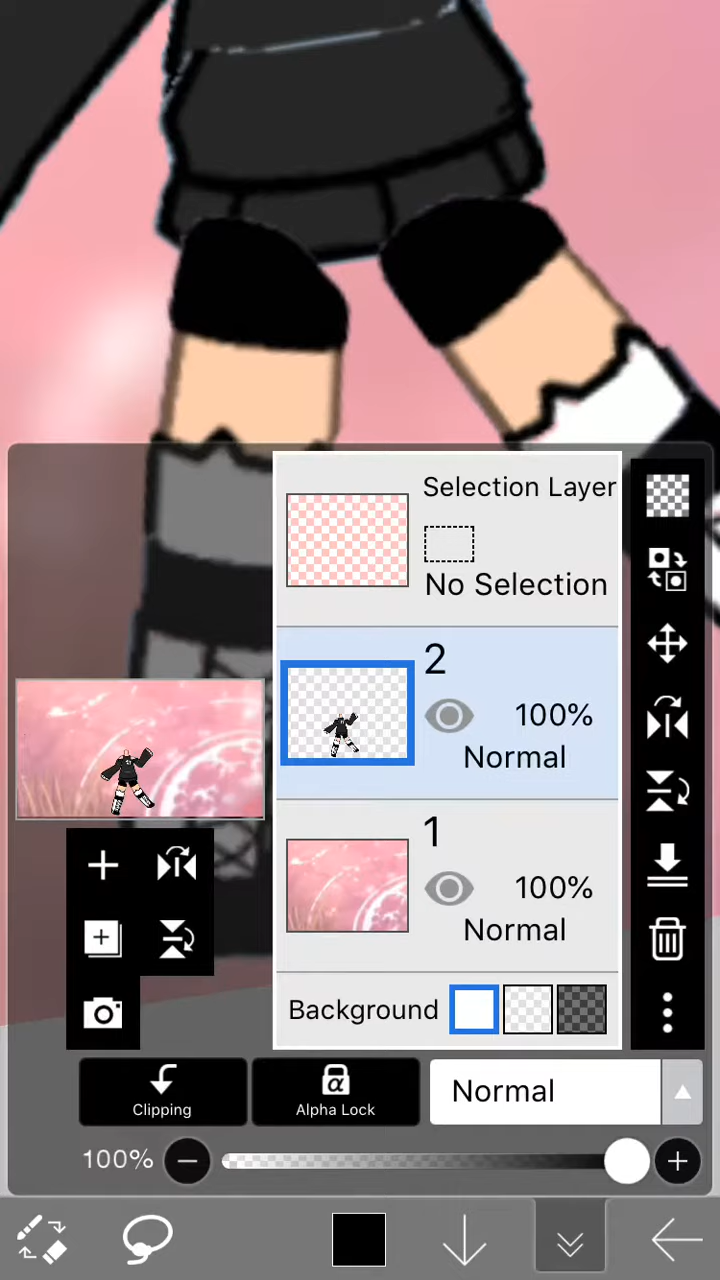 Selection Layer
No Selection
2
100%
Normal
1
100%
Normal
Background
Clipping
α
Alpha Lock
Normal
100%